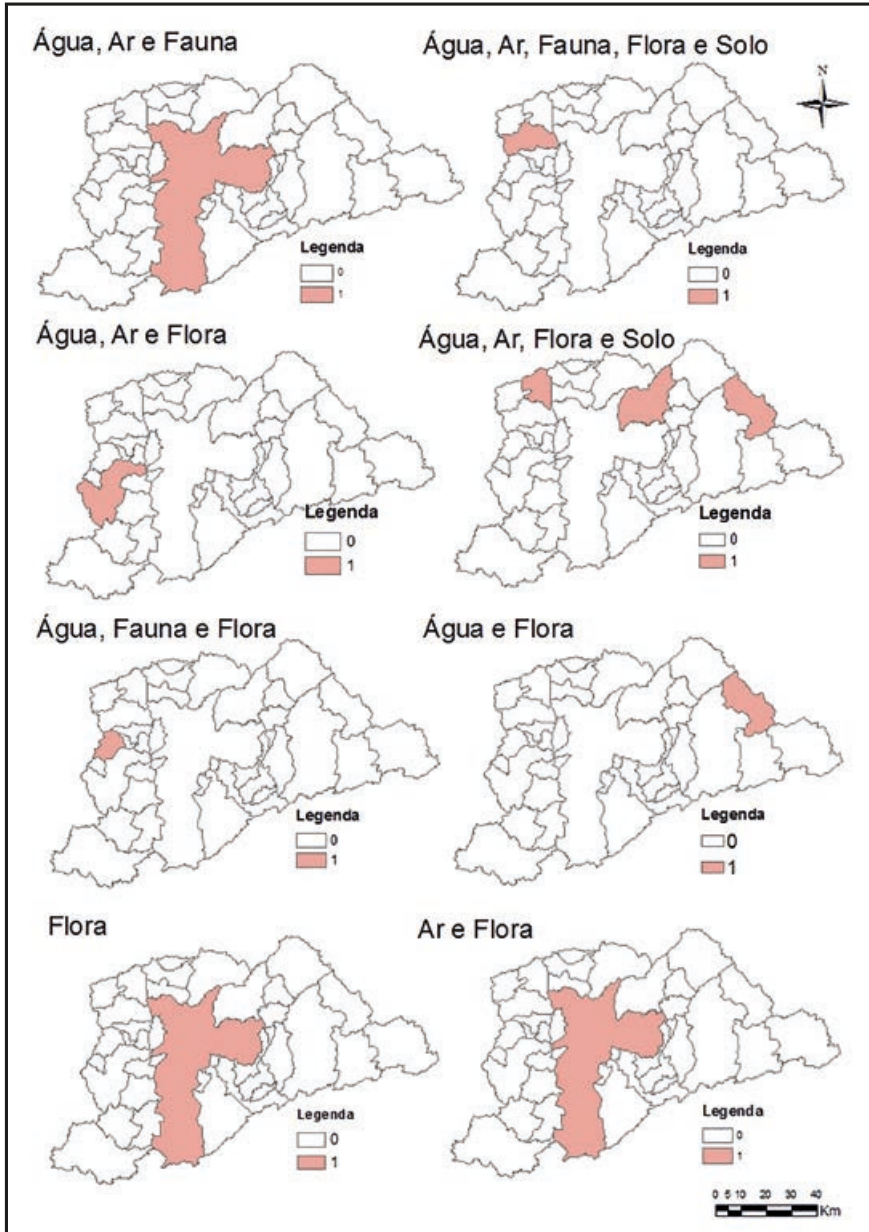 Água, Ar e Fauna
Legenda
0
1
Água, Ar, Fauna, Flora e Solo
N
Legenda
0
1
Água, Ar e Flora
Legenda
0
1
Água, Ar, Flora e Solo
Legenda
0
1
Água, Fauna e Flora
Legenda
0
1
Água e Flora
Legenda
0
1
Flora
Legenda
0
1
Ar e Flora
Legenda
0
1
0 5 10 20 30 40
Km